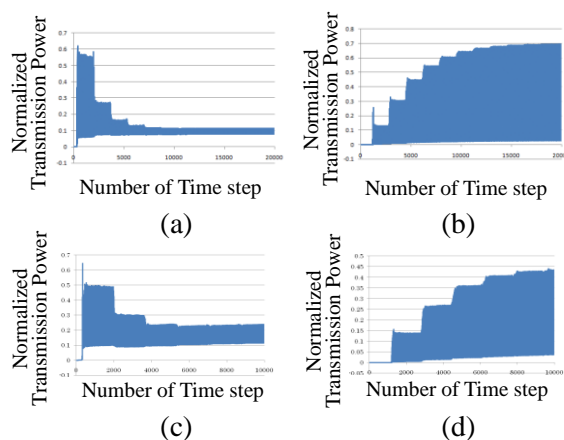 Normalized
Transmission Power
0.7
0.6
0.5
0.4
0.3
0.2
0.1
0
-0.1
0 5000 10000 15000 20000
Number of Time step
(a)
Normalized
Transmission Power
0.8
0.7
0.6
0.5
0.4
0.3
0.2
0.1
0
-0.1
0 5000 10000 15000 20000
Number of Time step
(b)
Normalized
Transmission Power
0.7
0.6
0.5
0.4
0.3
0.2
0.1
0
-0.1
0 2000 4000 6000 8000 10000
Number of Time step
(c)
Normalized
Transmission Power
0.5
0.45
0.4
0.35
0.3
0.25
0.2
0.15
0.1
0.05
0
-0.05
0 2000 4000 6000 8000 10000
Number of Time step
(d)